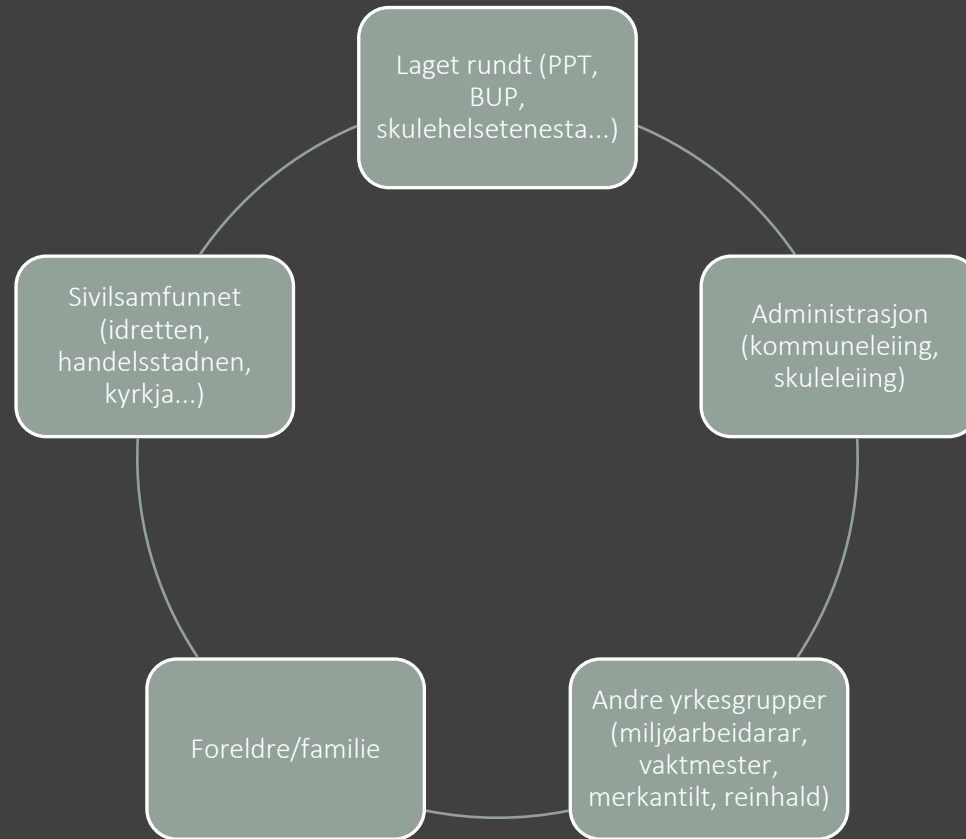 Laget rundt (PPT,
BUP,
skulehelsetenesta...)
Administrasjon
(kommuneleiing,
skuleleiing)
Andre yrkesgrupper
(miljøarbeidarar,
vaktmester,
merkantilt, reinhald)
Foreldre/familie
Sivilsamfunnet
(idretten,
handelsstadnen,
kyrkja...)